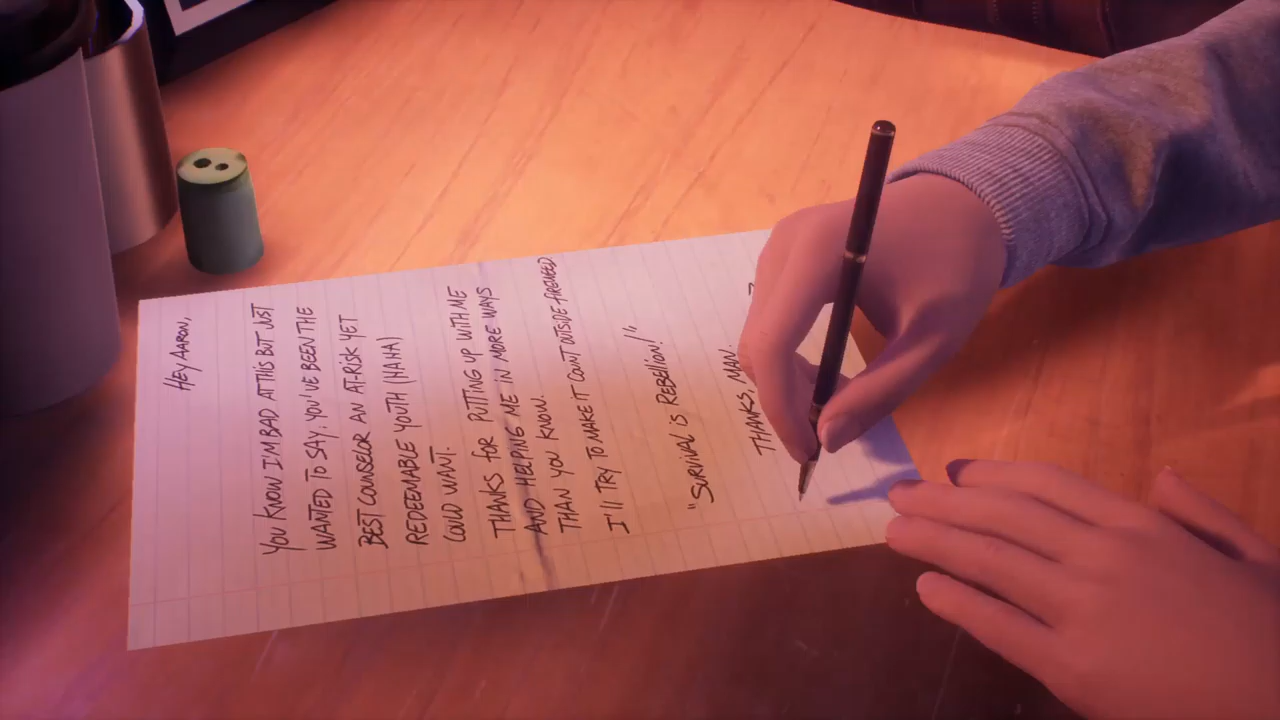 Hey Aaron,
You know I'm bad at this but just
wanted to say, you've been the
best counselor an at-risk yet
redeemable youth (haha)
could want.
Thanks for putting up with me
and helping me in more ways
than you know.
I'll try to make it count outside Fireweed
"Survival is Rebellion!"
Thanks, man.